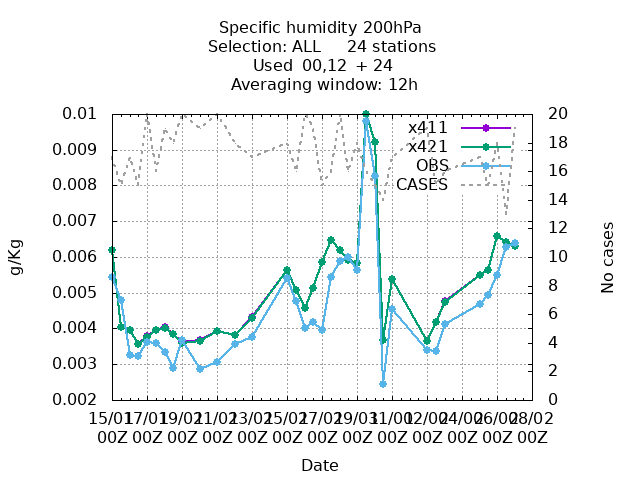 Specific humidity 200hPa
Selection: ALL 24 stations
Used 00,12 + 24
Averaging window: 12h
0.01
0.009
0.008
0.007
0.006
0.005
0.004
0.003
0.002
20
18
16
14
12
10
8
6
4
2
0
g/Kg
No cases
x411
x421
OBS
CASES
15/01 17/01 19/01 21/01 23/01 25/01 27/01 29/01 31/01 02/02 24/02 26/02 28/02
00Z 00Z 00Z 00Z 00Z 00Z 00Z 00Z 00Z 00Z 00Z 00Z 00Z
Date